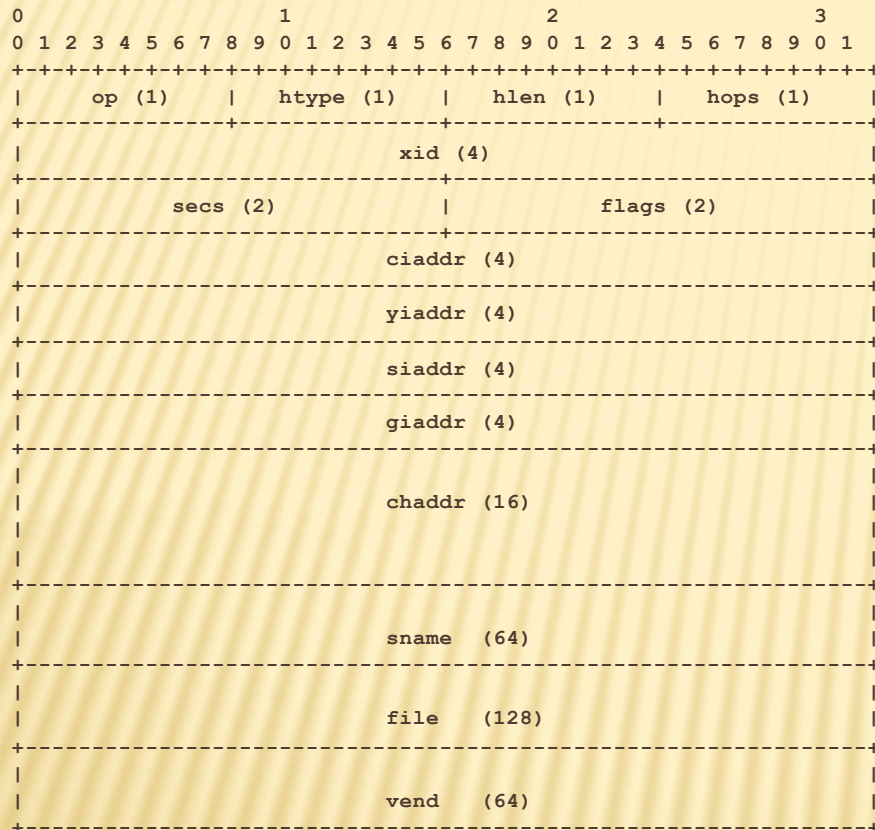 0                   1                   2                   3
0 1 2 3 4 5 6 7 8 9 0 1 2 3 4 5 6 7 8 9 0 1 2 3 4 5 6 7 8 9 0 1
+-+-+-+-+-+-+-+-+-+-+-+-+-+-+-+-+-+-+-+-+-+-+-+-+-+-+-+-+-+-+-+-+
|     op (1)    |   htype (1)   |   hlen (1)    |   hops (1)    |
+---------------+---------------+---------------+---------------+
|                            xid (4)                            |
+-------------------------------+-------------------------------+
|           secs (2)            |           flags (2)           |
+-------------------------------+-------------------------------+
|                           ciaddr (4)                          |
+---------------------------------------------------------------+
|                           yiaddr (4)                          |
+---------------------------------------------------------------+
|                           siaddr (4)                          |
+---------------------------------------------------------------+
|                           giaddr (4)                          |
+---------------------------------------------------------------+
|                                                               |
|                           chaddr (16)                         |
|                                                               |
|                                                               |
+---------------------------------------------------------------+
|                                                               |
|                           sname  (64)                         |
+---------------------------------------------------------------+
|                                                               |
|                           file   (128)                        |
+---------------------------------------------------------------+
|                                                               |
|                           vend   (64)                         |
+---------------------------------------------------------------+